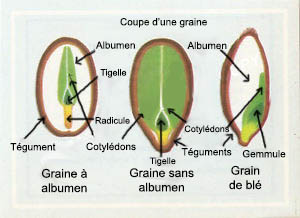 Coupe d'une graine
Albumen
Tigelle
Radicule
Tégument
Cotylédons
Cotylédons
Albumen
Tigelle
Téguments
Gemmule
Graine à
albumen
Graine sans
albumen
Grain
de blé